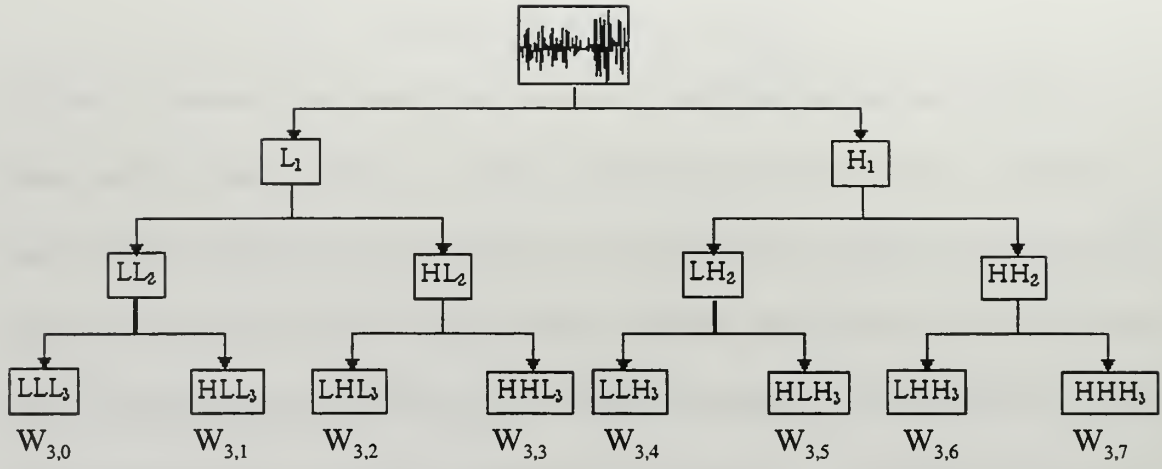 L₁ H₁
LL₂ HL₂ LH₂ HH₂
LLL₃ HLL₃ LHL₃ HHL₃ LLH₃ HLH₃ LHH₃ HHH₃
W₃,₀ W₃,₁ W₃,₂ W₃,₃ W₃,₄ W₃,₅ W₃,₆ W₃,₇